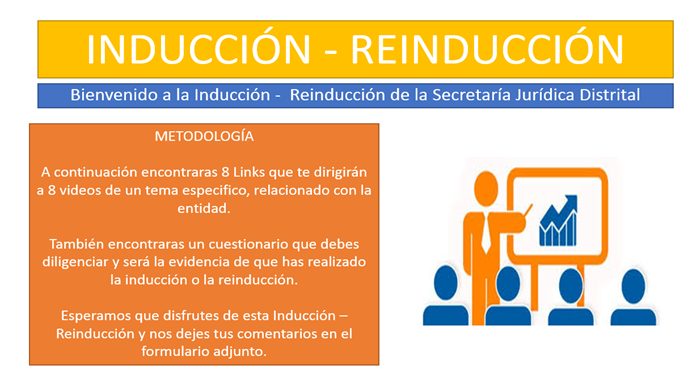 INDUCCIÓN - REINDUCCIÓN
Bienvenido a la Inducción - Reinducción de la Secretaría Jurídica Distrital
METODOLOGÍA
A continuación encontraras 8 Links que te dirigirán
a 8 videos de un tema especifico, relacionado con la
entidad.
También encontraras un cuestionario que debes
diligenciar y será la evidencia de que has realizado
la inducción o la reinducción.
Esperamos que disfrutes de esta Inducción –
Reinducción y nos dejes tus comentarios en el
formulario adjunto.